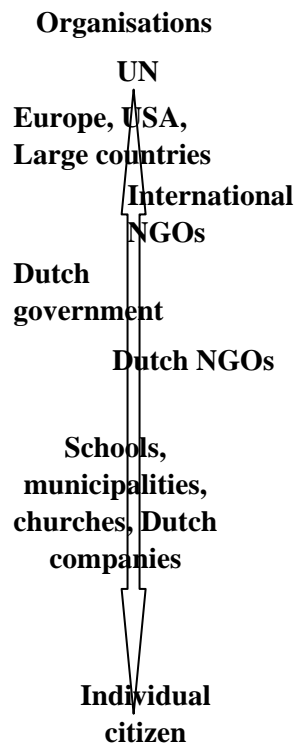 Organisations
UN
Europe, USA,
Large countries
International
NGOs
Dutch
government
Dutch NGOs
Schools,
municipalities,
churches, Dutch
companies
Individual
citizen